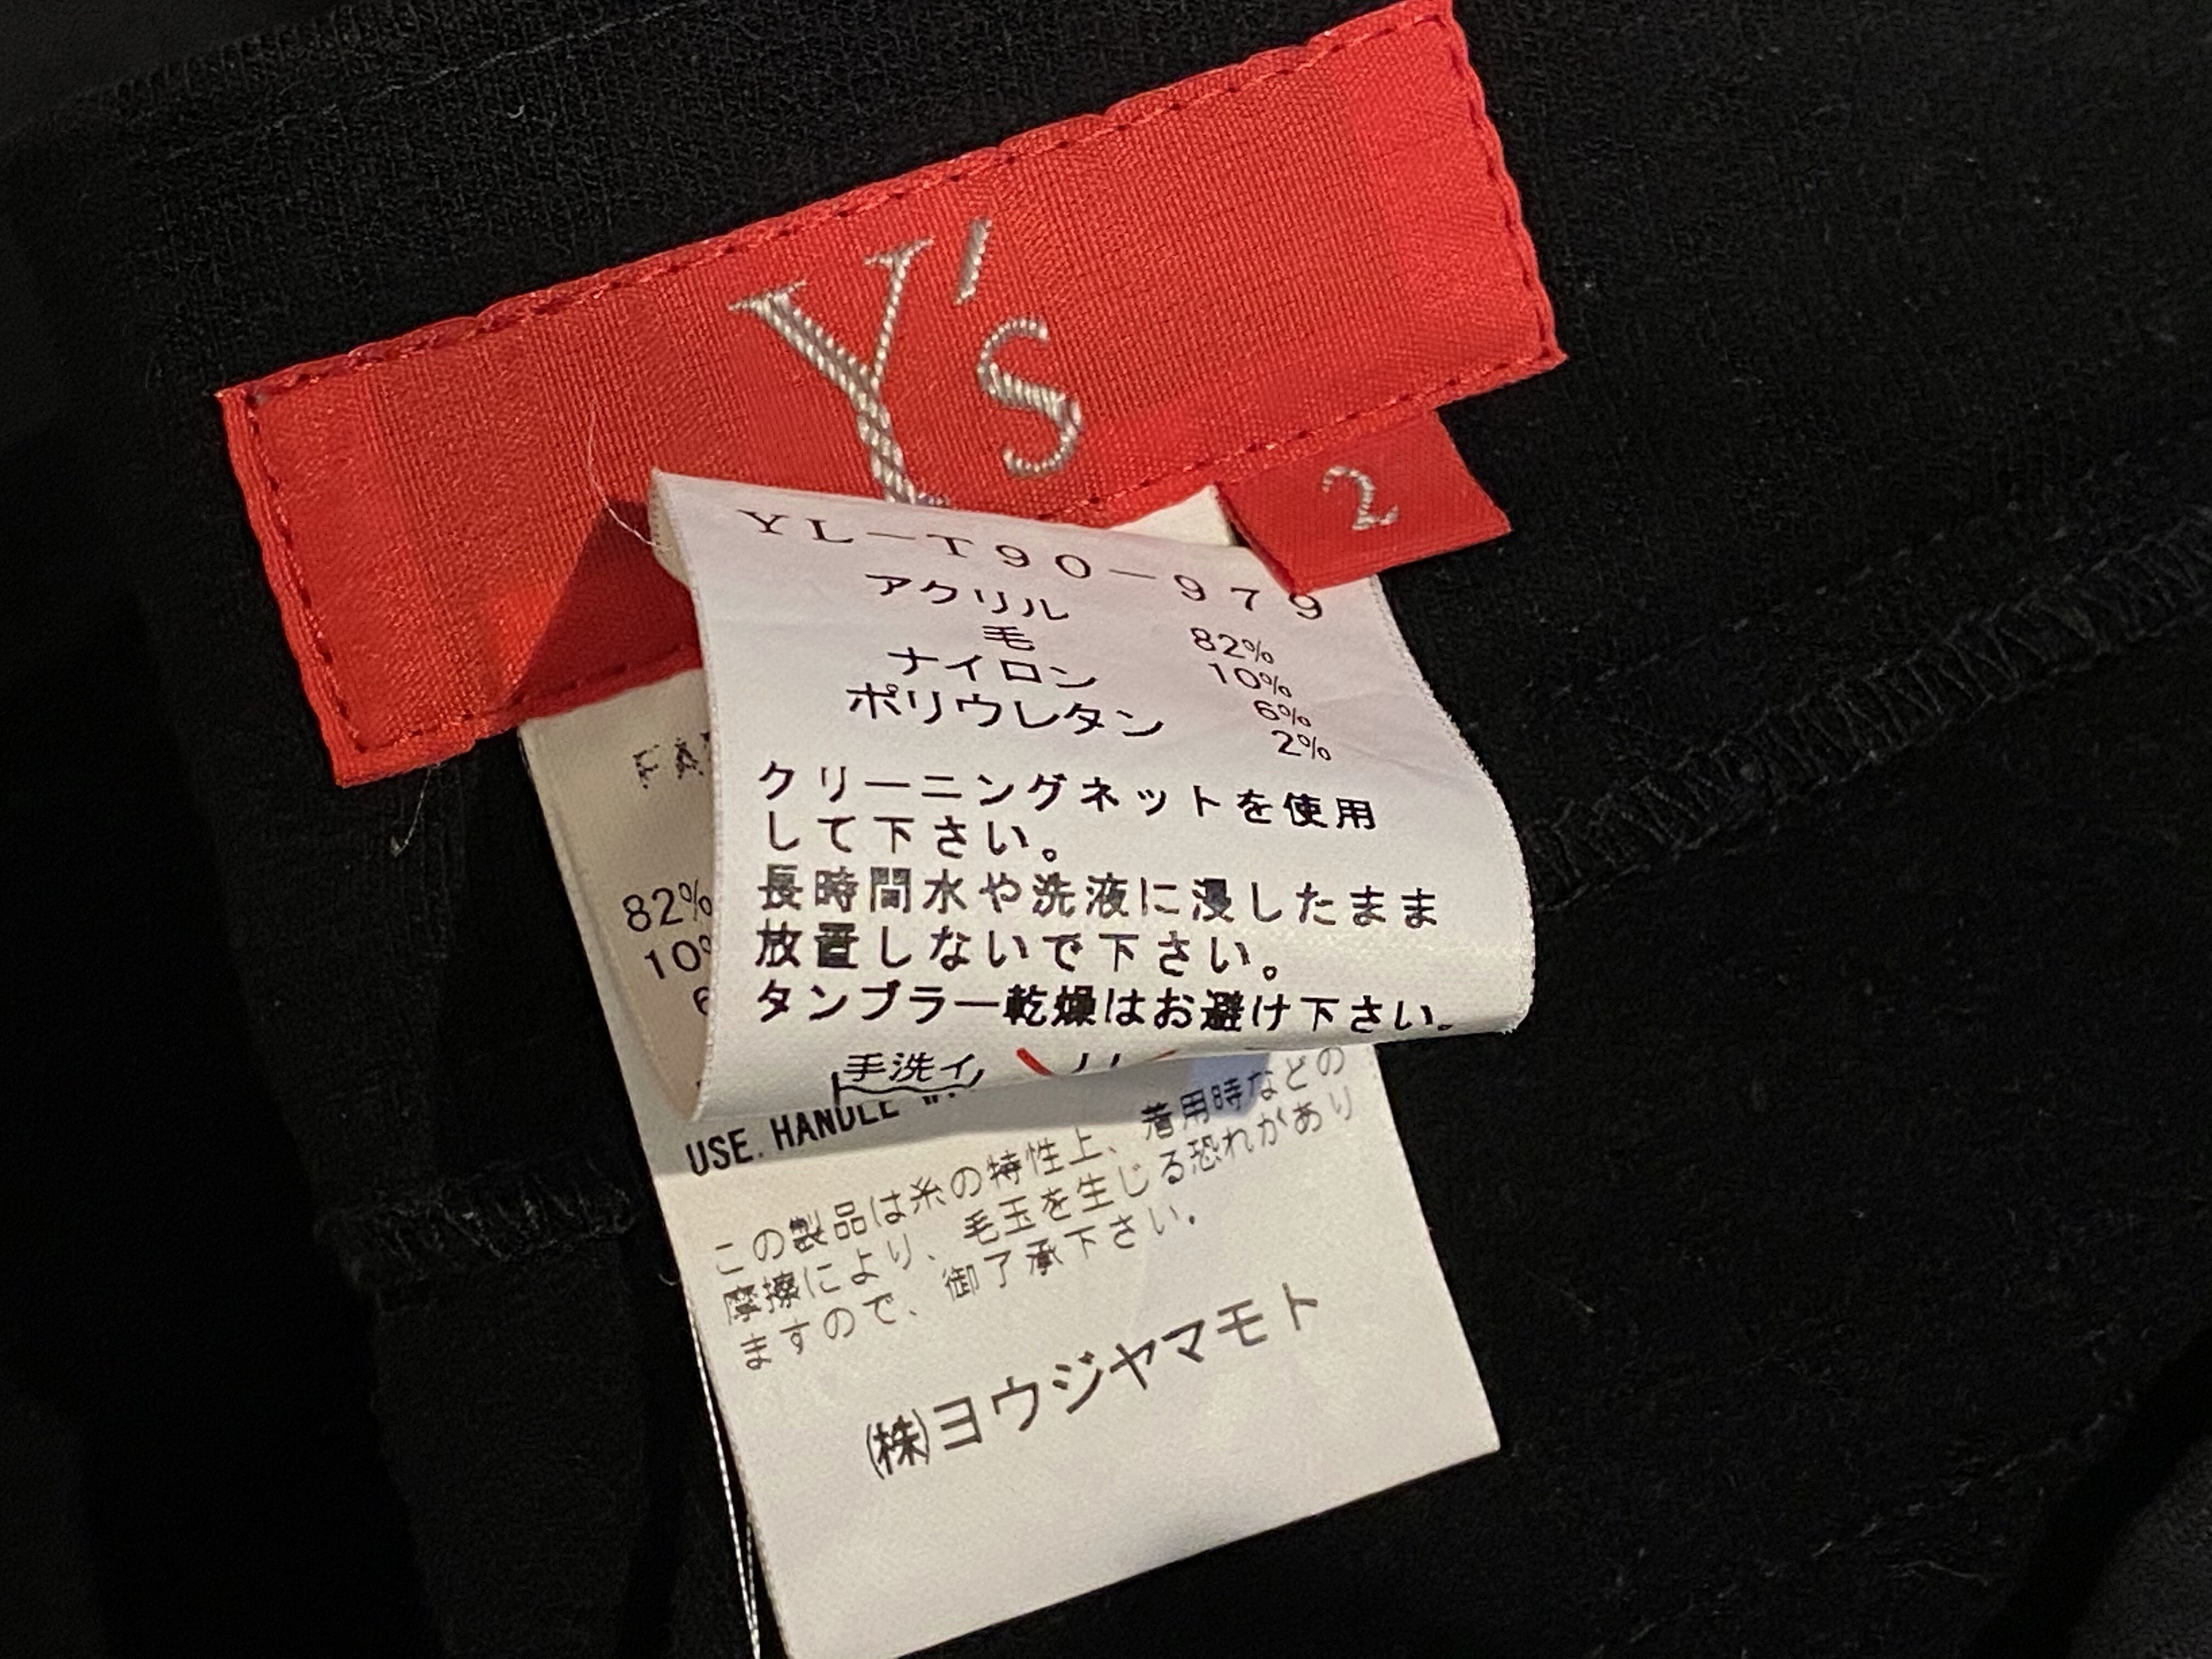 Y's
2
YL-T90-979
アクリル 82%
毛 10%
ナイロン 6%
ポリウレタン 2%
クリーニングネットを使用
して下さい。
長時間水や洗液に浸したまま
放置しないで下さい。
タンブラー乾燥はお避け下さい。
手洗イ
82%
10%
6
USE. HANDLE
この製品は糸の特性上、着用時などの
摩擦により、毛玉を生じる恐れがあり
ますので、御了承下さい。
㈱ヨウジヤマモト